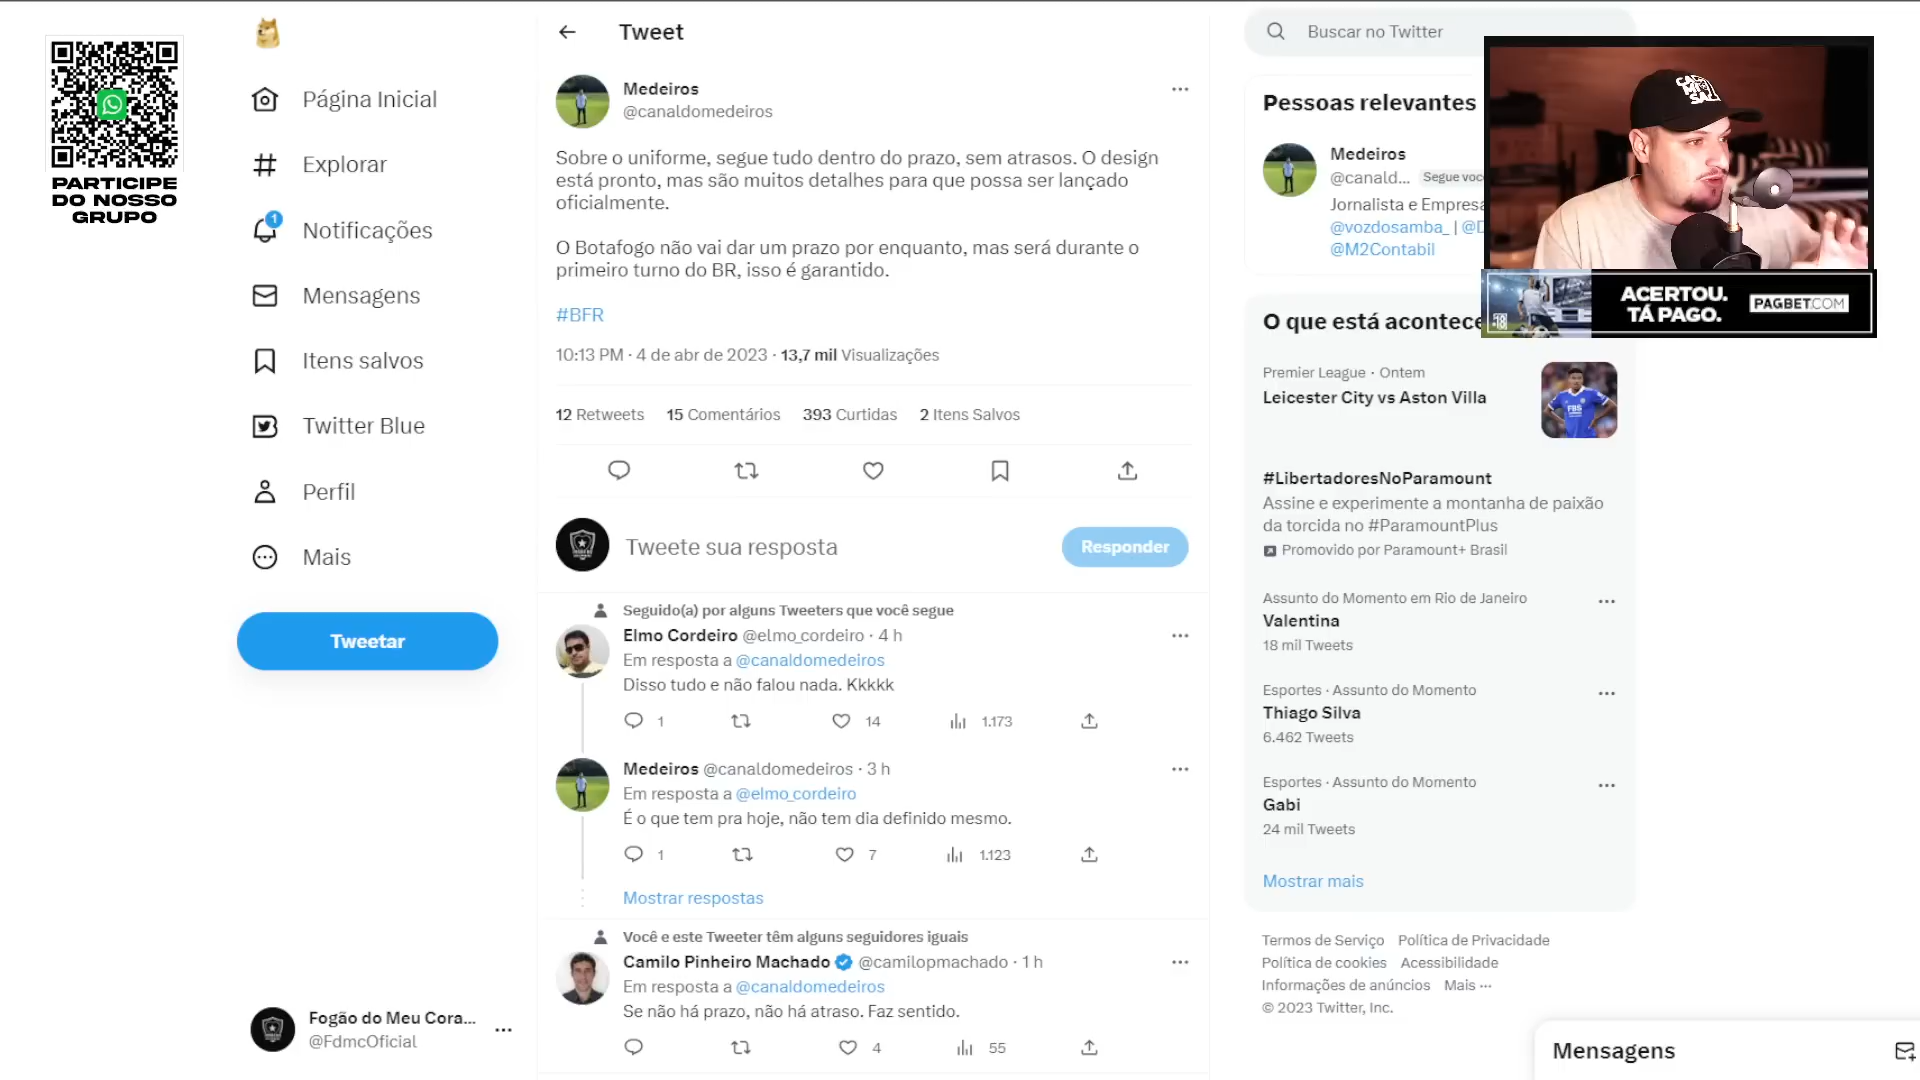 PARTICIPE
DO NOSSO
GRUPO
Página Inicial
Explorar
1
Notificações
Mensagens
Itens salvos
Twitter Blue
Perfil
Mais
Tweetar
Fogão do Meu Cora...
@FdmcOficial
Tweet
Medeiros
@canaldomedeiros
Sobre o uniforme, segue tudo dentro do prazo, sem atrasos. O design
está pronto, mas são muitos detalhes para que possa ser lançado
oficialmente.
O Botafogo não vai dar um prazo por enquanto, mas será durante o
primeiro turno do BR, isso é garantido.
#BFR
10:13 PM · 4 de abr de 2023 · 13,7 mil Visualizações
12 Retweets 15 Comentários 393 Curtidas 2 Itens Salvos
Tweete sua resposta
Responder
Seguido(a) por alguns Tweeters que você segue
Elmo Cordeiro @elmo_cordeiro · 4 h
Em resposta a @canaldomedeiros
Disso tudo e não falou nada. Kkkkk
1 14 1.173
Medeiros @canaldomedeiros · 3 h
Em resposta a @elmo_cordeiro
É o que tem pra hoje, não tem dia definido mesmo.
1 7 1.123
Mostrar respostas
Você e este Tweeter têm alguns seguidores iguais
Camilo Pinheiro Machado @camilopmachado · 1 h
Em resposta a @canaldomedeiros
Se não há prazo, não há atraso. Faz sentido.
4 55
Buscar no Twitter
Pessoas relevantes
Medeiros
@canald... Segue você
Jornalista e Empresa
@vozdosamba_ | @D
@M2Contabil
ACERTOU.
TÁ PAGO.
PAGBET.COM
18
O que está acontece
Premier League · Ontem
Leicester City vs Aston Villa
#LibertadoresNoParamount
Assine e experimente a montanha de paixão
da torcida no #ParamountPlus
Promovido por Paramount+ Brasil
Assunto do Momento em Rio de Janeiro
Valentina
18 mil Tweets
Esportes · Assunto do Momento
Thiago Silva
6.462 Tweets
Esportes · Assunto do Momento
Gabi
24 mil Tweets
Mostrar mais
Termos de Serviço Política de Privacidade
Política de cookies Acessibilidade
Informações de anúncios Mais ···
© 2023 Twitter, Inc.
Mensagens